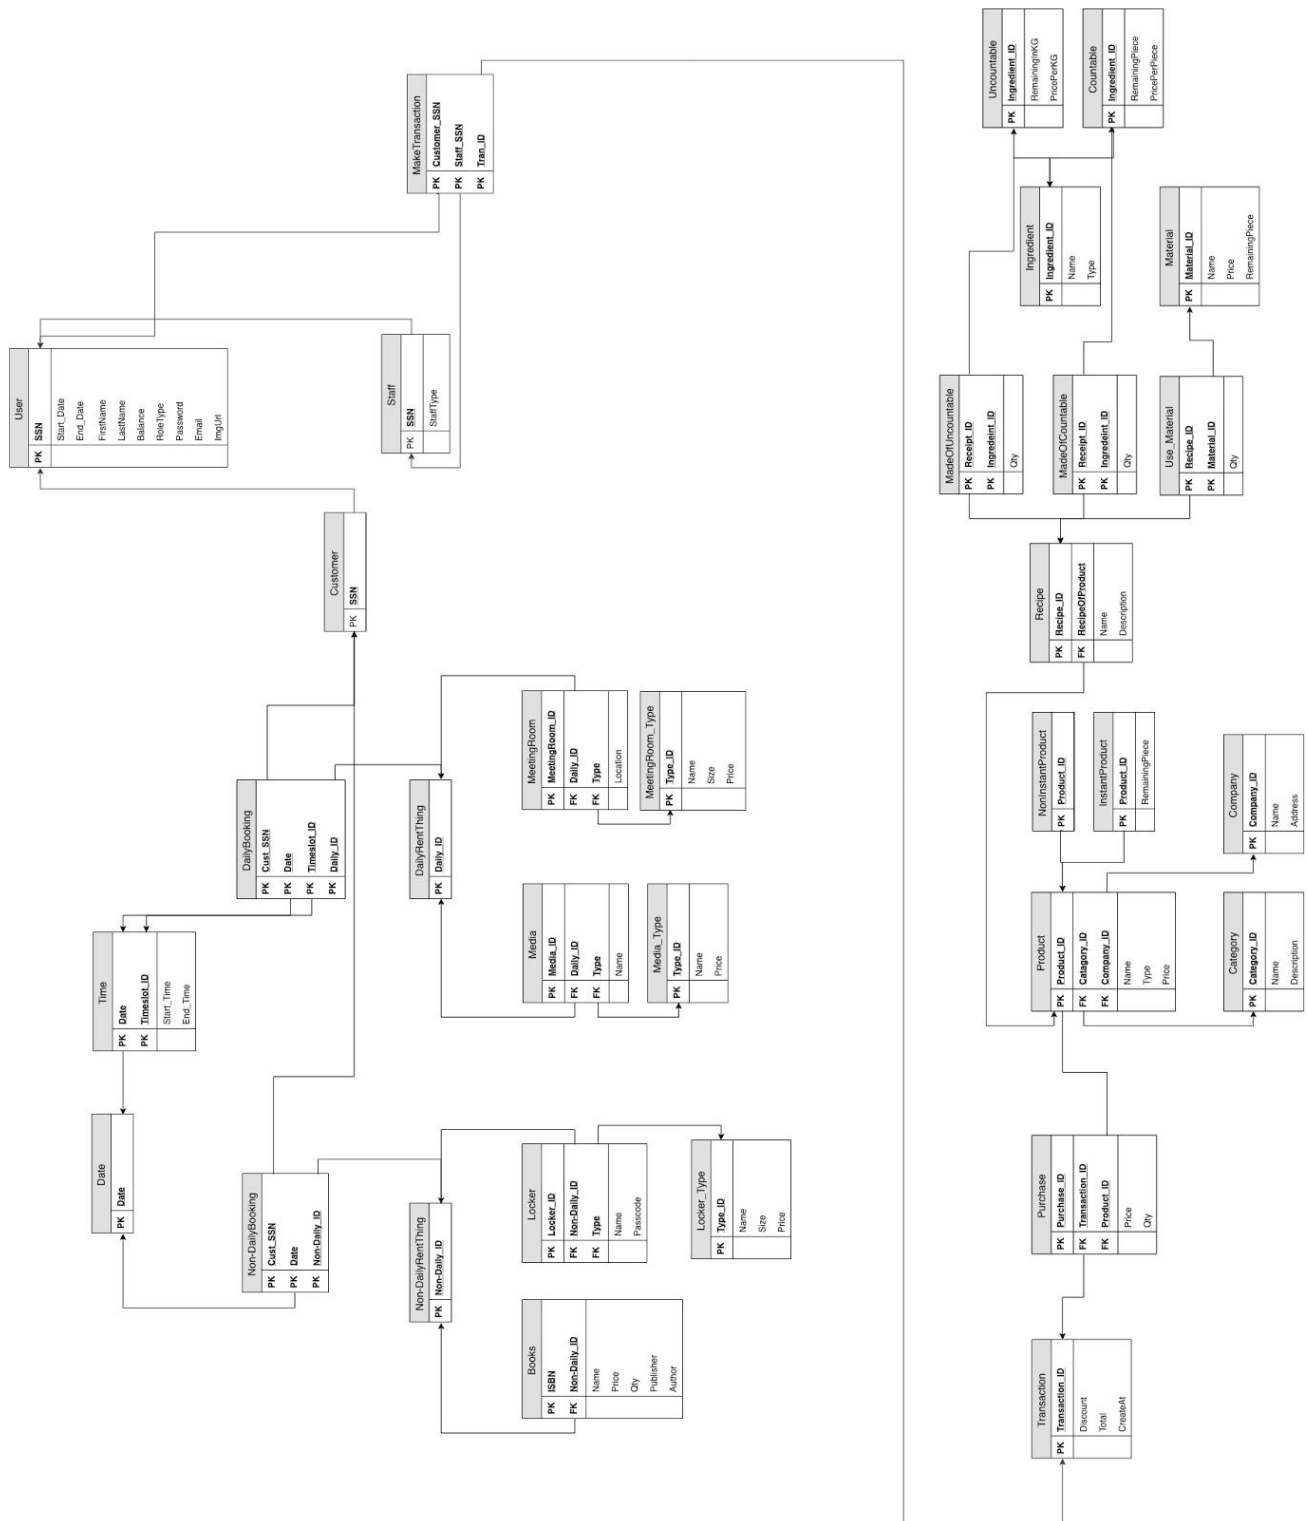 User
PK SSN
Start_Date
End_Date
FirstName
LastName
Balance
RoleType
Password
Email
ImgUrl
Date
PK Date
Time
PK Date
PK Timeslot_ID
Start_Time
End_Time
Non-DailyBooking
PK Cust_SSN
PK Date
PK Non-Daily_ID
DailyBooking
PK Cust_SSN
PK Date
PK Timeslot_ID
PK Daily_ID
Customer
PK SSN
Staff
PK SSN
StaffType
MakeTransaction
PK Customer_SSN
PK Staff_SSN
PK Tran_ID
Non-DailyRentThing
PK Non-Daily_ID
DailyRentThing
PK Daily_ID
Books
PK ISBN
FK Non-Daily_ID
Name
Price
Qty
Publisher
Author
Locker
PK Locker_ID
FK Non-Daily_ID
FK Type
Name
Passcode
Media
PK Media_ID
FK Daily_ID
FK Type
Name
MeetingRoom
PK MeetingRoom_ID
FK Daily_ID
FK Type
Location
Locker_Type
PK Type_ID
Name
Size
Price
Media_Type
PK Type_ID
Name
Price
MeetingRoom_Type
PK Type_ID
Name
Size
Price
Transaction
PK Transaction_ID
Discount
Total
CreateAt
Purchase
PK Purchase_ID
FK Transaction_ID
FK Product_ID
Price
Qty
Product
PK Product_ID
FK Catagory_ID
FK Company_ID
Name
Type
Price
NonInstantProduct
PK Product_ID
InstantProduct
PK Product_ID
RemainingPiece
Category
PK Category_ID
Name
Description
Company
PK Company_ID
Name
Address
Recipe
PK Recipe_ID
FK RecipeOfProduct
Name
Description
MadeOfUncountable
PK Receipt_ID
PK Ingredeint_ID
Qty
MadeOfCountable
PK Receipt_ID
PK Ingredeint_ID
Qty
Use_Material
PK Recipe_ID
PK Material_ID
Qty
Ingredient
PK Ingredient_ID
Name
Type
Material
PK Material_ID
Name
Price
RemainingPiece
Uncountable
PK Ingredient_ID
RemainingInKG
PricePerKG
Countable
PK Ingredient_ID
RemainingPiece
PricePerPiece